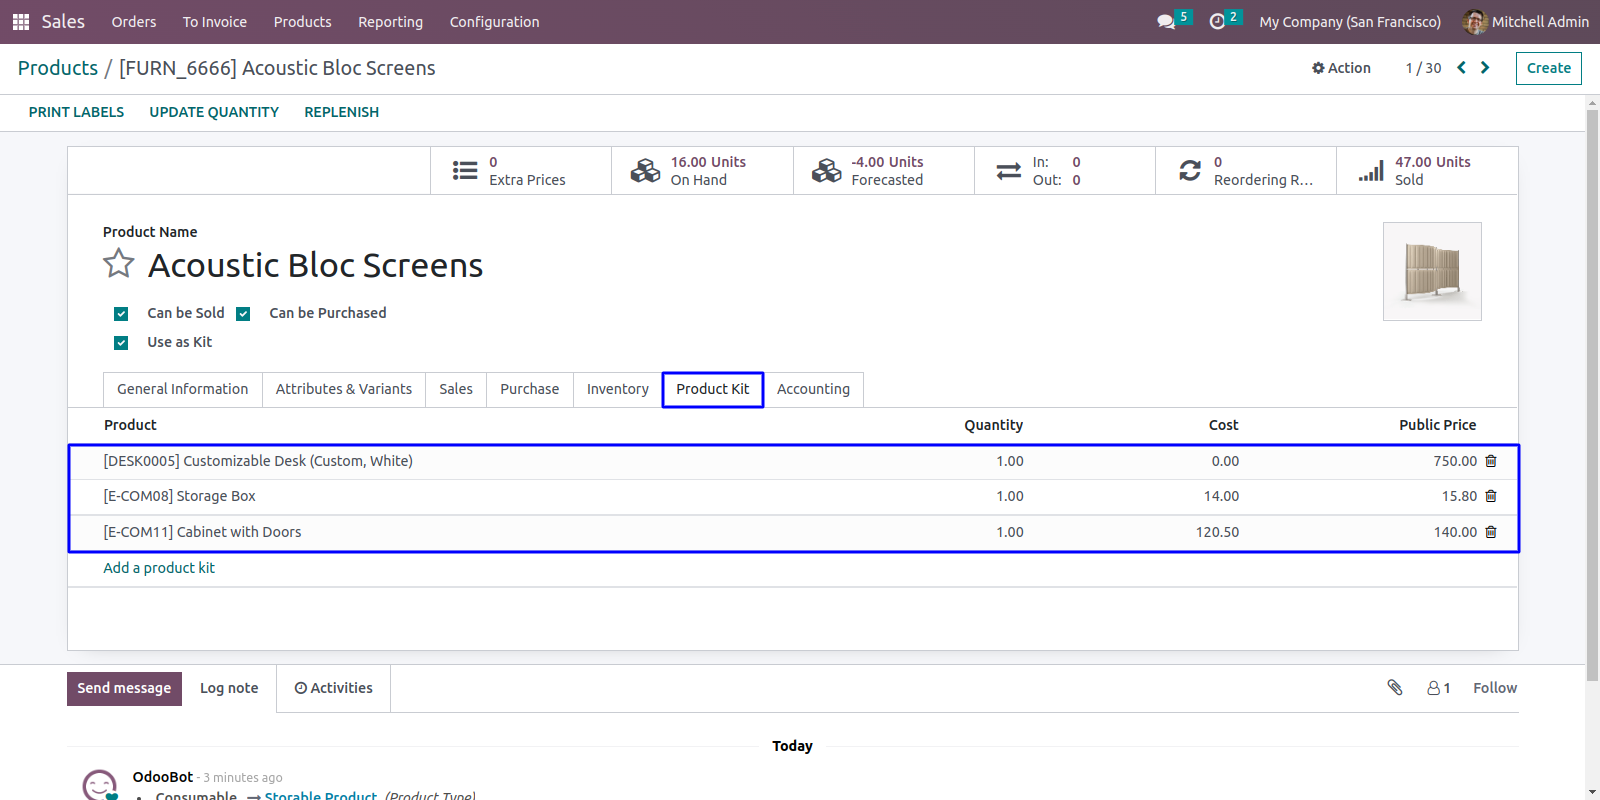 Sales Orders To Invoice Products Reporting Configuration 5 2 My Company (San Francisco) Mitchell Admin
Products / [FURN_6666] Acoustic Bloc Screens Action 1 / 30 Create
PRINT LABELS UPDATE QUANTITY REPLENISH
0 16.00 Units -4.00 Units In: 0 0 47.00 Units
Extra Prices On Hand Forecasted Out: 0 Reordering R... Sold
Product Name
Acoustic Bloc Screens
Can be Sold Can be Purchased
Use as Kit
General Information Attributes & Variants Sales Purchase Inventory Product Kit Accounting
Product Quantity Cost Public Price
[DESK0005] Customizable Desk (Custom, White) 1.00 0.00 750.00
[E-COM08] Storage Box 1.00 14.00 15.80
[E-COM11] Cabinet with Doors 1.00 120.50 140.00
Add a product kit
Send message Log note Activities 1 Follow
Today
OdooBot - 3 minutes ago
• Consumable → Storable Product (Product Type)